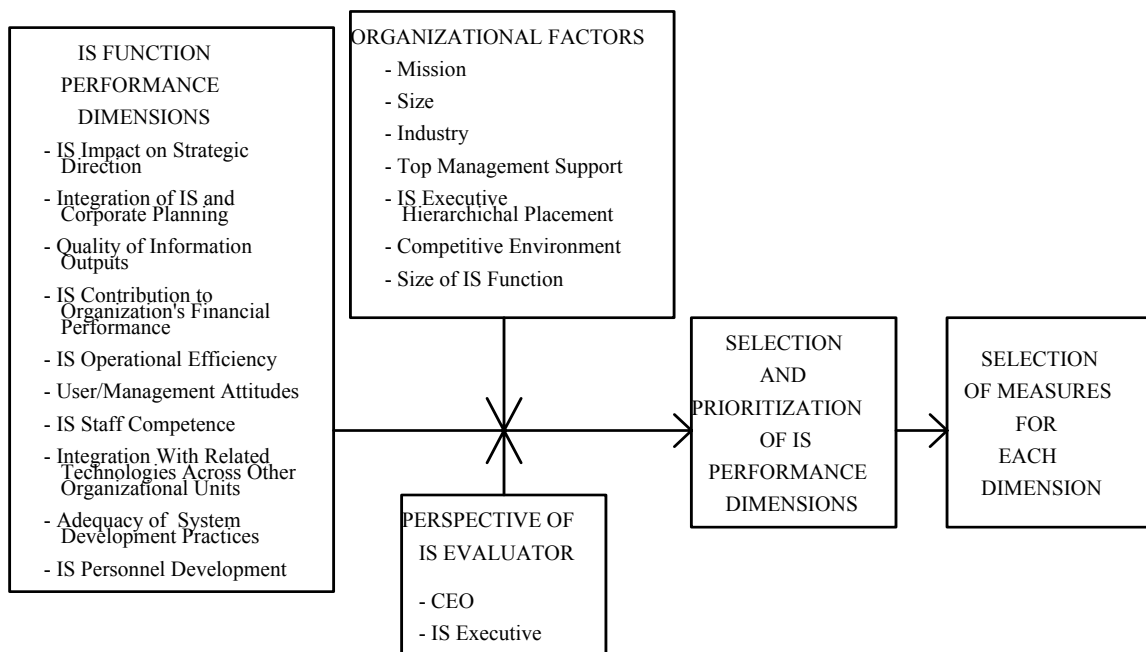 IS FUNCTION
PERFORMANCE
DIMENSIONS
- IS Impact on Strategic
Direction
- Integration of IS and
Corporate Planning
- Quality of Information
Outputs
- IS Contribution to
Organization's Financial
Performance
- IS Operational Efficiency
- User/Management Attitudes
- IS Staff Competence
- Integration With Related
Technologies Across Other
Organizational Units
- Adequacy of System
Development Practices
- IS Personnel Development
ORGANIZATIONAL FACTORS
- Mission
- Size
- Industry
- Top Management Support
- IS Executive
Hierarchichal Placement
- Competitive Environment
- Size of IS Function
PERSPECTIVE OF
IS EVALUATOR
- CEO
- IS Executive
SELECTION
AND
PRIORITIZATION
OF IS
PERFORMANCE
DIMENSIONS
SELECTION
OF MEASURES
FOR
EACH
DIMENSION